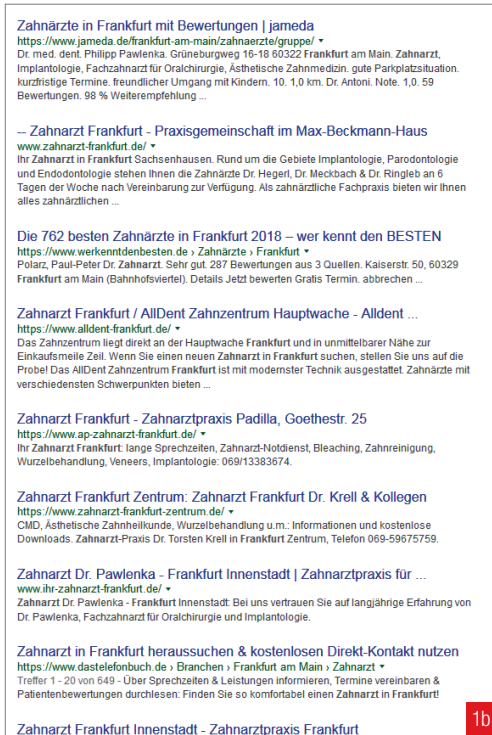 Zahnärzte in Frankfurt mit Bewertungen | jameda
https://www.jameda.de/frankfurt-am-main/zahnaerzte/gruppe/
Dr. med. dent. Philipp Pawlenka. Grüneburgweg 16-18 60322 Frankfurt am Main. Zahnarzt,
Implantologie, Fachzahnarzt für Oralchirurgie, Ästhetische Zahnmedizin. gute Parkplatzsituation.
kurzfristige Termine. freundlicher Umgang mit Kindern. 10. 1,0 km. Dr. Antoni. Note. 1,0. 59
Bewertungen. 98 % Weiterempfehlung ...
-- Zahnarzt Frankfurt - Praxisgemeinschaft im Max-Beckmann-Haus
www.zahnarzt-frankfurt.de/
Ihr Zahnarzt in Frankfurt Sachsenhausen. Rund um die Gebiete Implantologie, Parodontologie
und Endodontologie stehen Ihnen die Zahnärzte Dr. Hegerl, Dr. Meckbach & Dr. Ringleb an 6
Tagen der Woche nach Vereinbarung zur Verfügung. Als zahnärztliche Fachpraxis bieten wir Ihnen
alles zahnärztlichen ...
Die 762 besten Zahnärzte in Frankfurt 2018 – wer kennt den BESTEN
https://www.werkenntdenbesten.de › Zahnärzte › Frankfurt
Polarz, Paul-Peter Dr. Zahnarzt. Sehr gut. 287 Bewertungen aus 3 Quellen. Kaiserstr. 50, 60329
Frankfurt am Main (Bahnhofsviertel). Details Jetzt bewerten Gratis Termin. abbrechen ...
Zahnarzt Frankfurt / AllDent Zahnzentrum Hauptwache - Alldent ...
https://www.alldent-frankfurt.de/
Das Zahnzentrum liegt direkt an der Hauptwache Frankfurt und in unmittelbarer Nähe zur
Einkaufsmeile Zeil. Wenn Sie einen neuen Zahnarzt in Frankfurt suchen, stellen Sie uns auf die
Probe! Das AllDent Zahnzentrum Frankfurt ist mit modernster Technik ausgestattet. Zahnärzte mit
verschiedensten Schwerpunkten bieten ...
Zahnarzt Frankfurt - Zahnarztpraxis Padilla, Goethestr. 25
https://www.ap-zahnarzt-frankfurt.de/
Ihr Zahnarzt Frankfurt: lange Sprechzeiten, Zahnarzt-Notdienst, Bleaching, Zahnreinigung,
Wurzelbehandlung, Veneers, Implantologie: 069/13383674.
Zahnarzt Frankfurt Zentrum: Zahnarzt Frankfurt Dr. Krell & Kollegen
https://www.zahnarzt-frankfurt-zentrum.de/
CMD, Ästhetische Zahnheilkunde, Wurzelbehandlung u.m.: Informationen und kostenlose
Downloads. Zahnarzt-Praxis Dr. Torsten Krell in Frankfurt Zentrum, Telefon 069-59675759.
Zahnarzt Dr. Pawlenka - Frankfurt Innenstadt | Zahnarztpraxis für ...
www.ihr-zahnarzt-frankfurt.de/
Zahnarzt Dr. Pawlenka - Frankfurt Innenstadt: Bei uns vertrauen Sie auf langjährige Erfahrung von
Dr. Pawlenka, Fachzahnarzt für Oralchirurgie und Implantologie.
Zahnarzt in Frankfurt heraussuchen & kostenlosen Direkt-Kontakt nutzen
https://www.dastelefonbuch.de › Branchen › Frankfurt am Main › Zahnarzt
Treffer 1 - 20 von 649 - Über Sprechzeiten & Leistungen informieren, Termine vereinbaren &
Patientenbewertungen durchlesen: Finden Sie so komfortabel einen Zahnarzt in Frankfurt!
Zahnarzt Frankfurt Innenstadt - Zahnarztpraxis Frankfurt
1b